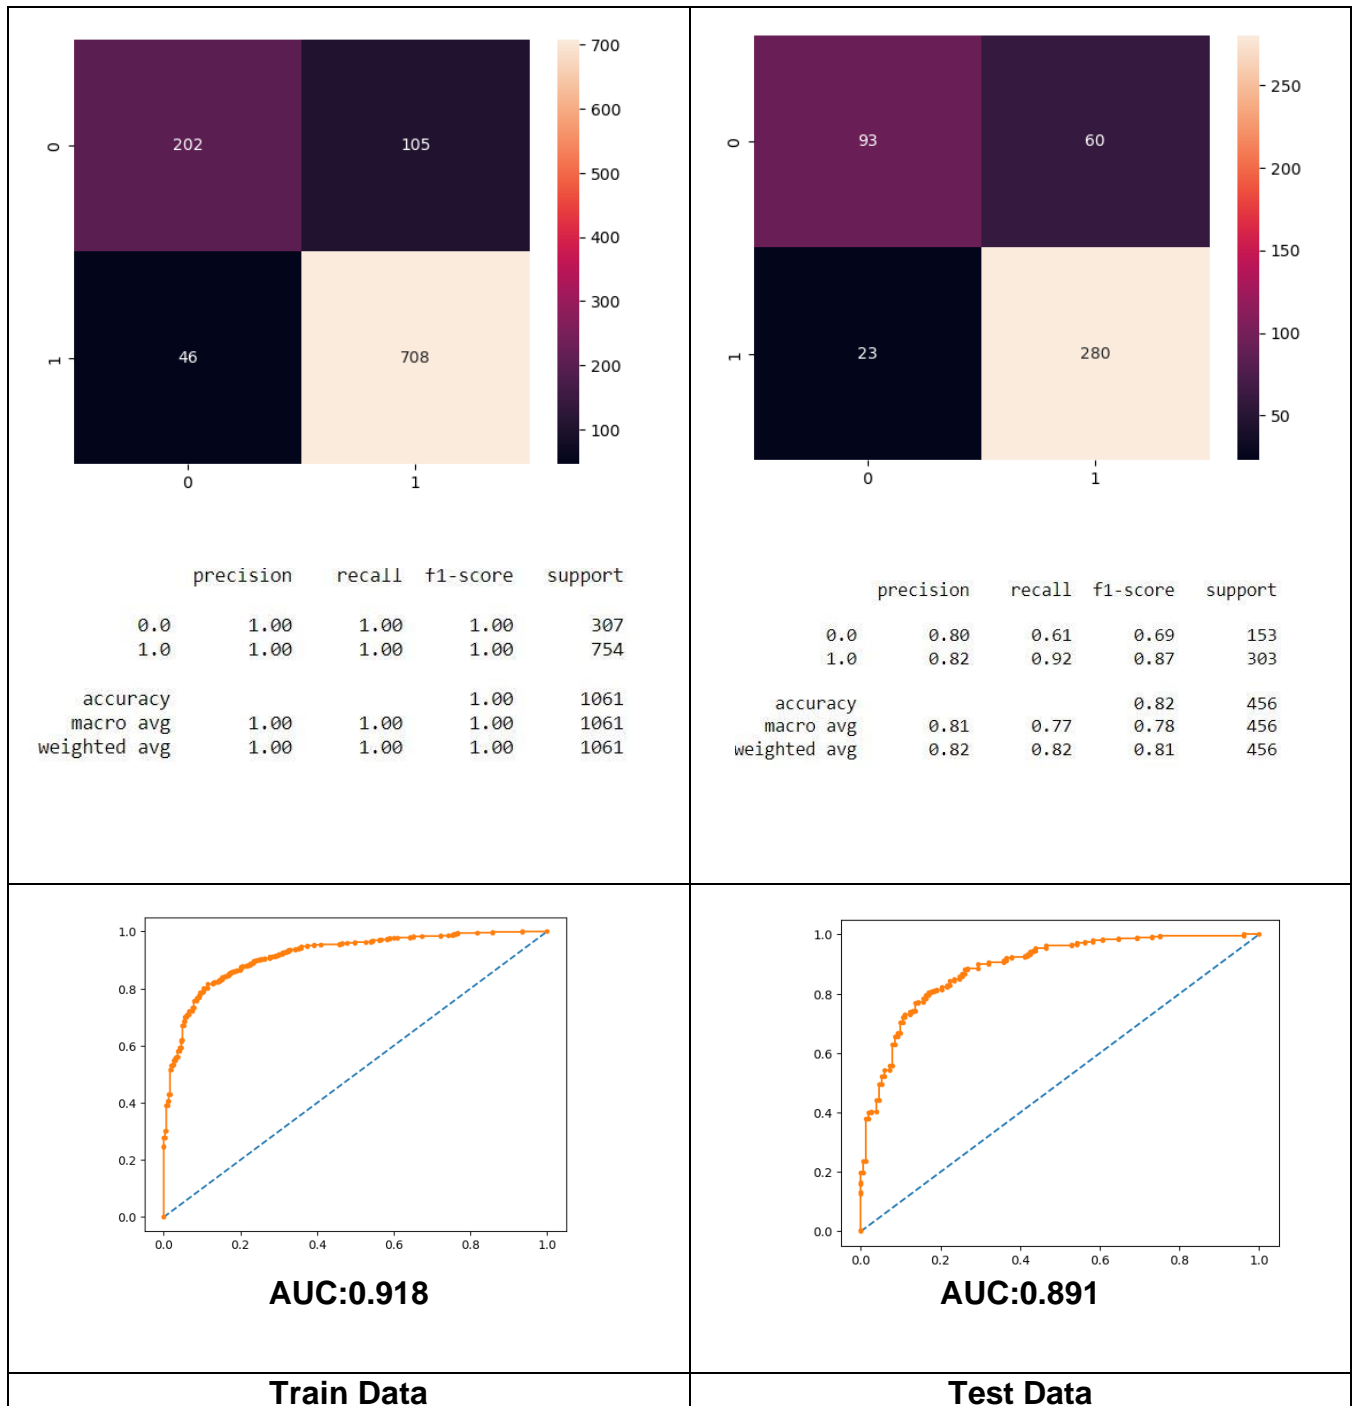 700
600
500
400
300
200
100
0
202
105
1
46
708
0
1
precision recall f1-score support
0.0 1.00 1.00 1.00 307
1.0 1.00 1.00 1.00 754
accuracy 1.00 1061
macro avg 1.00 1.00 1.00 1061
weighted avg 1.00 1.00 1.00 1061
250
200
150
100
50
0
93
60
1
23
280
0
1
precision recall f1-score support
0.0 0.80 0.61 0.69 153
1.0 0.82 0.92 0.87 303
accuracy 0.82 456
macro avg 0.81 0.77 0.78 456
weighted avg 0.82 0.82 0.81 456
1.0
0.8
0.6
0.4
0.2
0.0
0.0 0.2 0.4 0.6 0.8 1.0
AUC:0.918
1.0
0.8
0.6
0.4
0.2
0.0
0.0 0.2 0.4 0.6 0.8 1.0
AUC:0.891
Train Data
Test Data